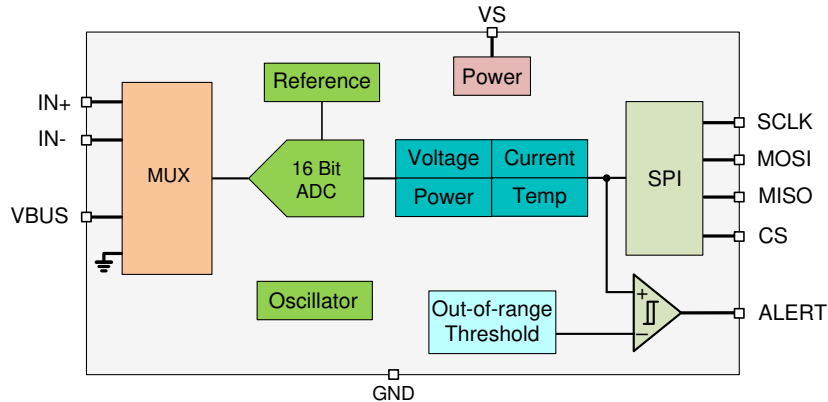 VS
Power
Reference
IN+
IN-
VBUS
MUX
16 Bit
ADC
Voltage
Current
Power
Temp
SPI
SCLK
MOSI
MISO
CS
Oscillator
Out-of-range
Threshold
+
−
ALERT
GND